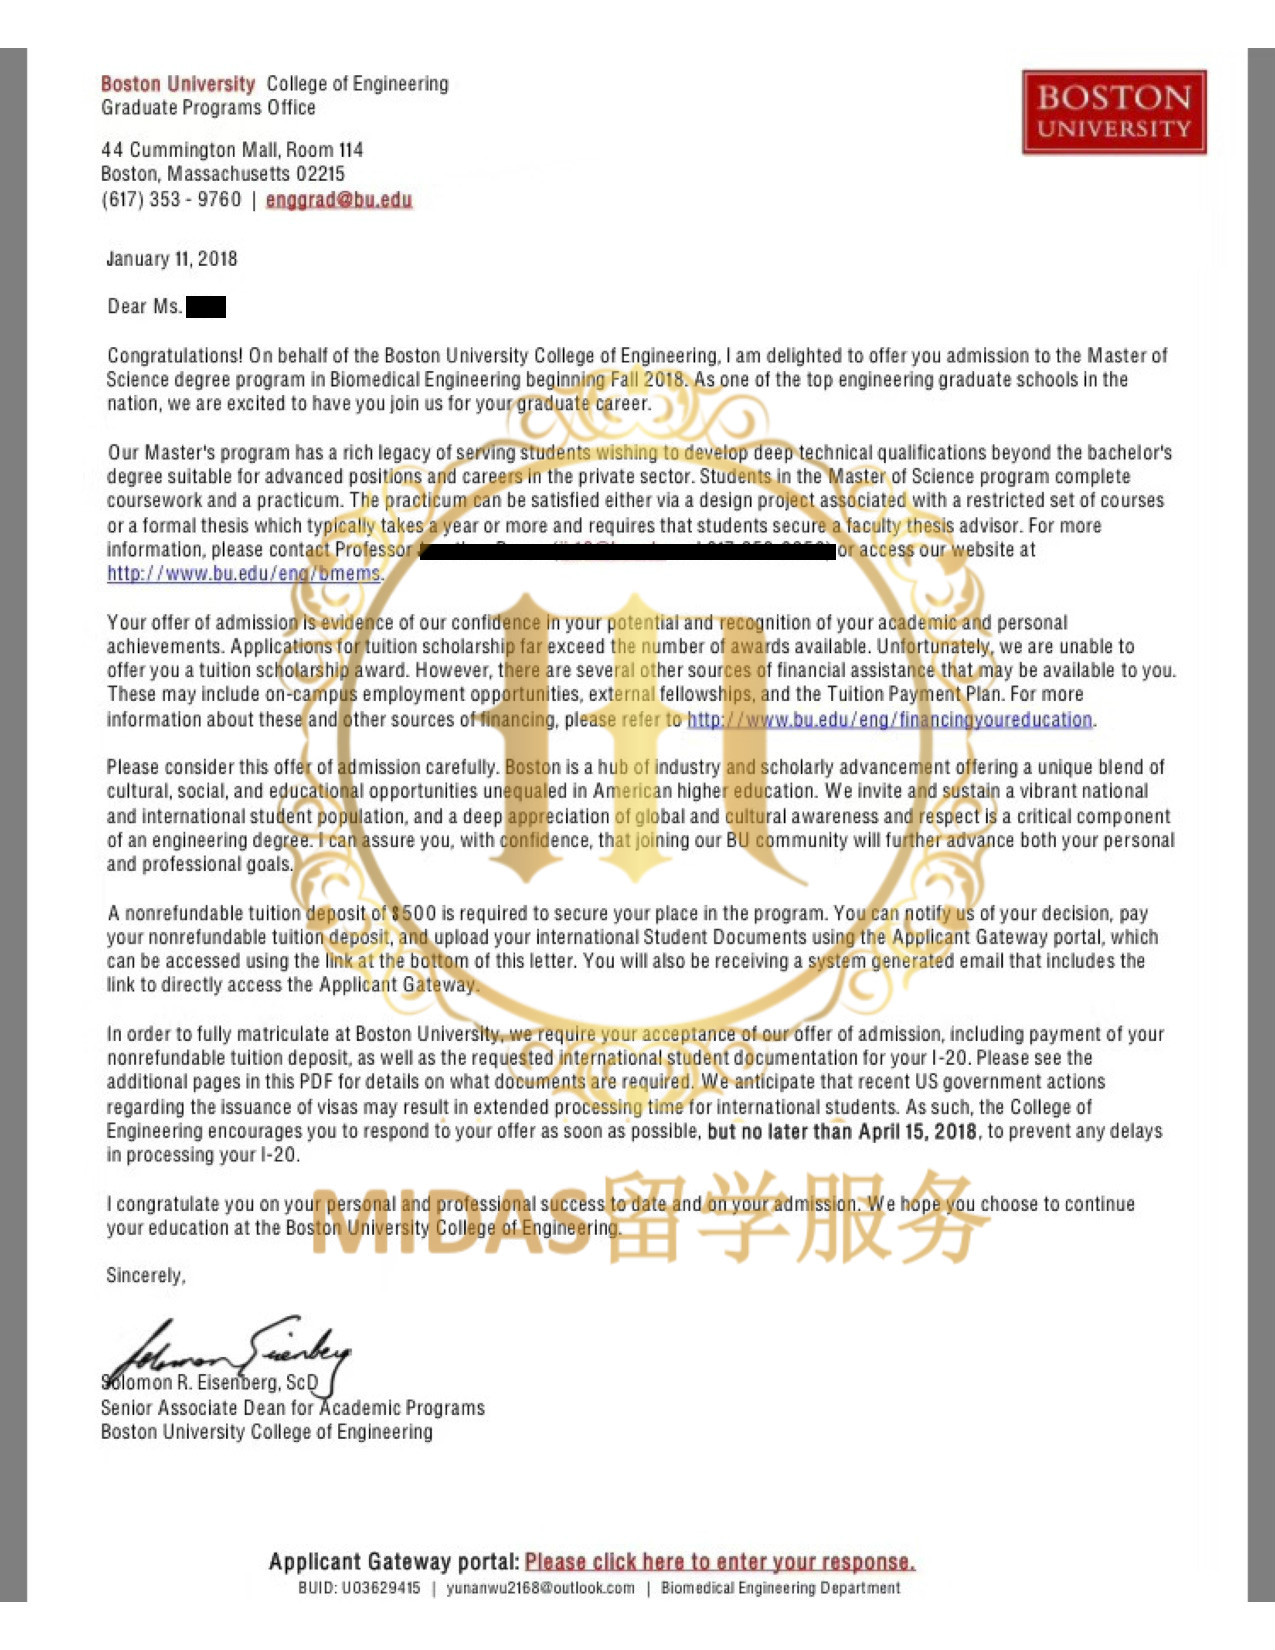 Boston University College of Engineering
Graduate Programs Office
BOSTON
UNIVERSITY
44 Cummington Mall, Room 114
Boston, Massachusetts 02215
(617) 353 - 9760 | enggrad@bu.edu
January 11, 2018
Dear Ms.
Congratulations! On behalf of the Boston University College of Engineering, I am delighted to offer you admission to the Master of
Science degree program in Biomedical Engineering beginning Fall 2018. As one of the top engineering graduate schools in the
nation, we are excited to have you join us for your graduate career.
Our Master's program has a rich legacy of serving students wishing to develop deep technical qualifications beyond the bachelor's
degree suitable for advanced positions and careers in the private sector. Students in the Master of Science program complete
coursework and a practicum. The practicum can be satisfied either via a design project associated with a restricted set of courses
or a formal thesis which typically takes a year or more and requires that students secure a faculty thesis advisor. For more
information, please contact Professor or access our website at
http://www.bu.edu/eng/bmems.
Your offer of admission is evidence of our confidence in your potential and recognition of your academic and personal
achievements. Applications for tuition scholarship far exceed the number of awards available. Unfortunately, we are unable to
offer you a tuition scholarship award. However, there are several other sources of financial assistance that may be available to you.
These may include on-campus employment opportunities, external fellowships, and the Tuition Payment Plan. For more
information about these and other sources of financing, please refer to http://www.bu.edu/eng/financingyoureducation.
Please consider this offer of admission carefully. Boston is a hub of industry and scholarly advancement offering a unique blend of
cultural, social, and educational opportunities unequaled in American higher education. We invite and sustain a vibrant national
and international student population, and a deep appreciation of global and cultural awareness and respect is a critical component
of an engineering degree. I can assure you, with confidence, that joining our BU community will further advance both your personal
and professional goals.
A nonrefundable tuition deposit of $500 is required to secure your place in the program. You can notify us of your decision, pay
your nonrefundable tuition deposit, and upload your international Student Documents using the Applicant Gateway portal, which
can be accessed using the link at the bottom of this letter. You will also be receiving a system generated email that includes the
link to directly access the Applicant Gateway.
In order to fully matriculate at Boston University, we require your acceptance of our offer of admission, including payment of your
nonrefundable tuition deposit, as well as the requested international student documentation for your I-20. Please see the
additional pages in this PDF for details on what documents are required. We anticipate that recent US government actions
regarding the issuance of visas may result in extended processing time for international students. As such, the College of
Engineering encourages you to respond to your offer as soon as possible, but no later than April 15, 2018, to prevent any delays
in processing your I-20.
MIDAS留学服务
I congratulate you on your personal and professional success to date and on your admission. We hope you choose to continue
your education at the Boston University College of Engineering.
Sincerely,
Solomon Eisenberg
Solomon R. Eisenberg, ScD
Senior Associate Dean for Academic Programs
Boston University College of Engineering
Applicant Gateway portal: Please click here to enter your response.
BUID: U03629415 | yunanwu2168@outlook.com | Biomedical Engineering Department